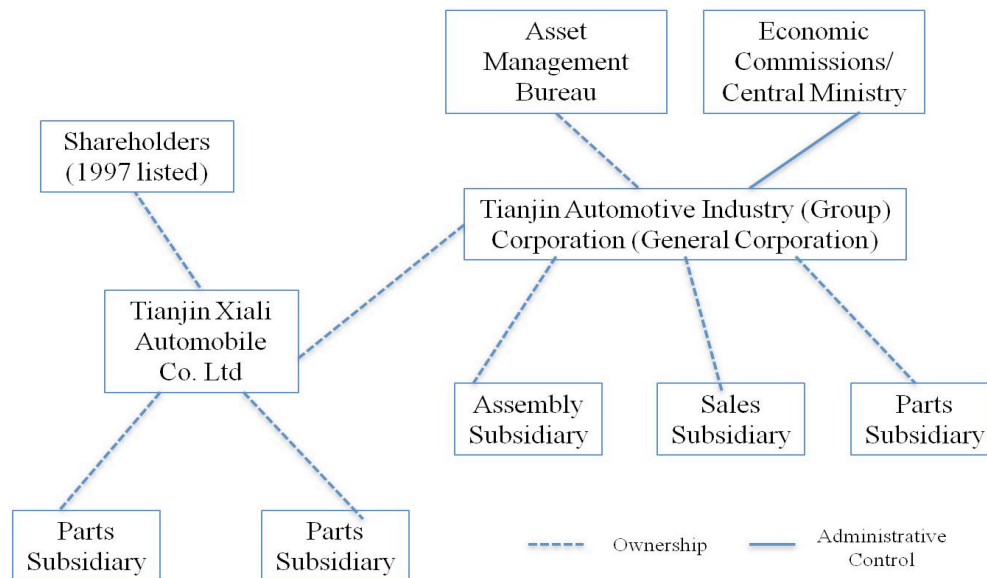 Asset
Management
Bureau
Economic
Commissions/
Central Ministry
Shareholders
(1997 listed)
Tianjin Automotive Industry (Group)
Corporation (General Corporation)
Tianjin Xiali
Automobile
Co. Ltd
Assembly
Subsidiary
Sales
Subsidiary
Parts
Subsidiary
Parts
Subsidiary
Parts
Subsidiary
Ownership
Administrative
Control